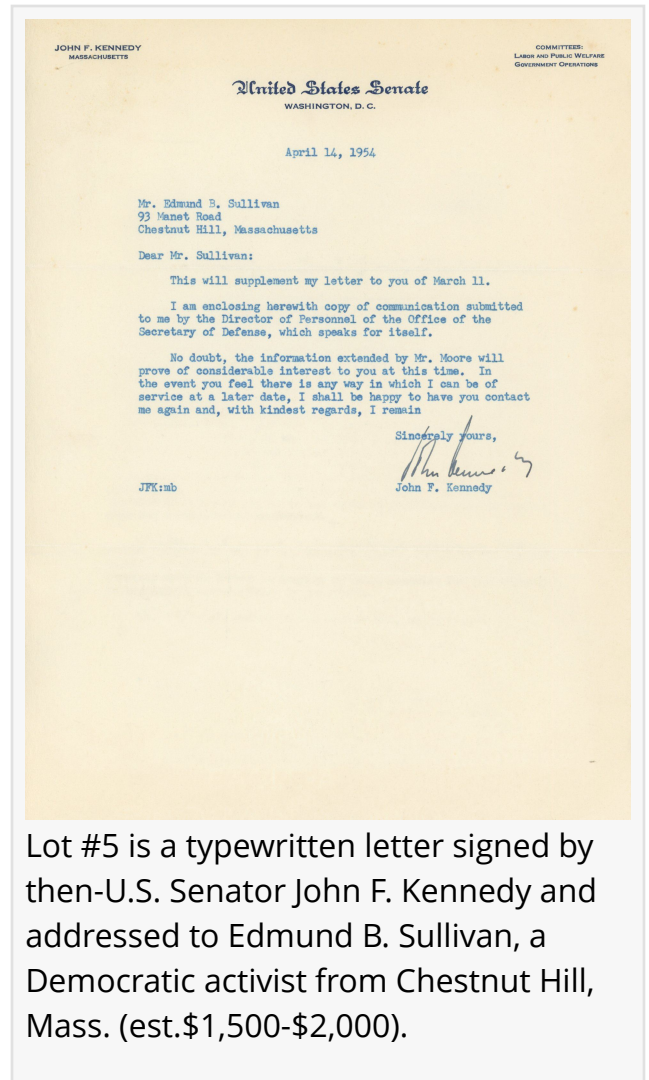 JOHN F. KENNEDY
MASSACHUSETTS
COMMITTEES:
LABOR AND PUBLIC WELFARE
GOVERNMENT OPERATIONS
United States Senate
WASHINGTON, D. C.
April 14, 1954
Mr. Edmund B. Sullivan
93 Manet Road
Chestnut Hill, Massachusetts
Dear Mr. Sullivan:
This will supplement my letter to you of March 11.
I am enclosing herewith copy of communication submitted
to me by the Director of Personnel of the Office of the
Secretary of Defense, which speaks for itself.
No doubt, the information extended by Mr. Moore will
prove of considerable interest to you at this time. In
the event you feel there is any way in which I can be of
service at a later date, I shall be happy to have you contact
me again and, with kindest regards, I remain
Sincerely yours,
John Kennedy
JFK:mb
John F. Kennedy
Lot #5 is a typewritten letter signed by
then-U.S. Senator John F. Kennedy and
addressed to Edmund B. Sullivan, a
Democratic activist from Chestnut Hill,
Mass. (est.$1,500-$2,000).